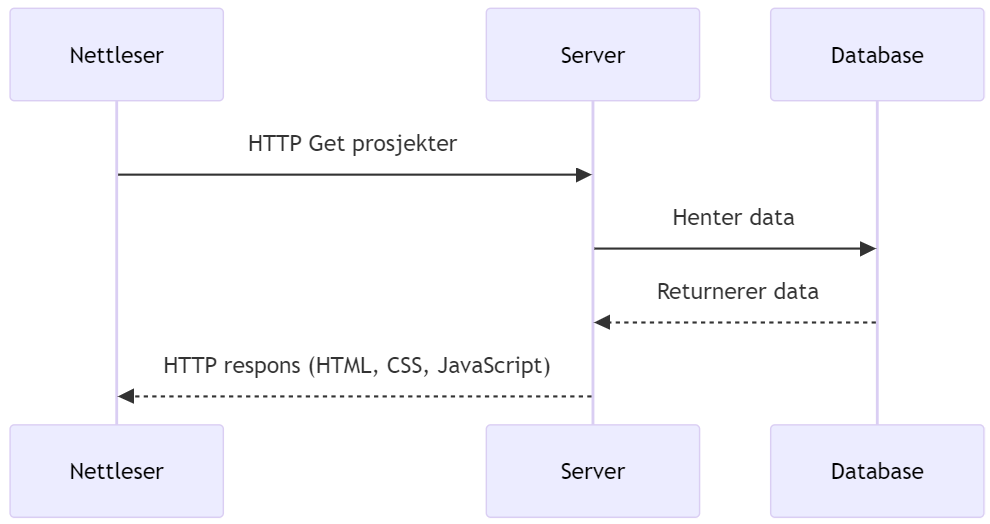 Nettleser
Server
Database
HTTP Get prosjekter
Henter data
Returnerer data
HTTP respons (HTML, CSS, JavaScript)
Nettleser
Server
Database